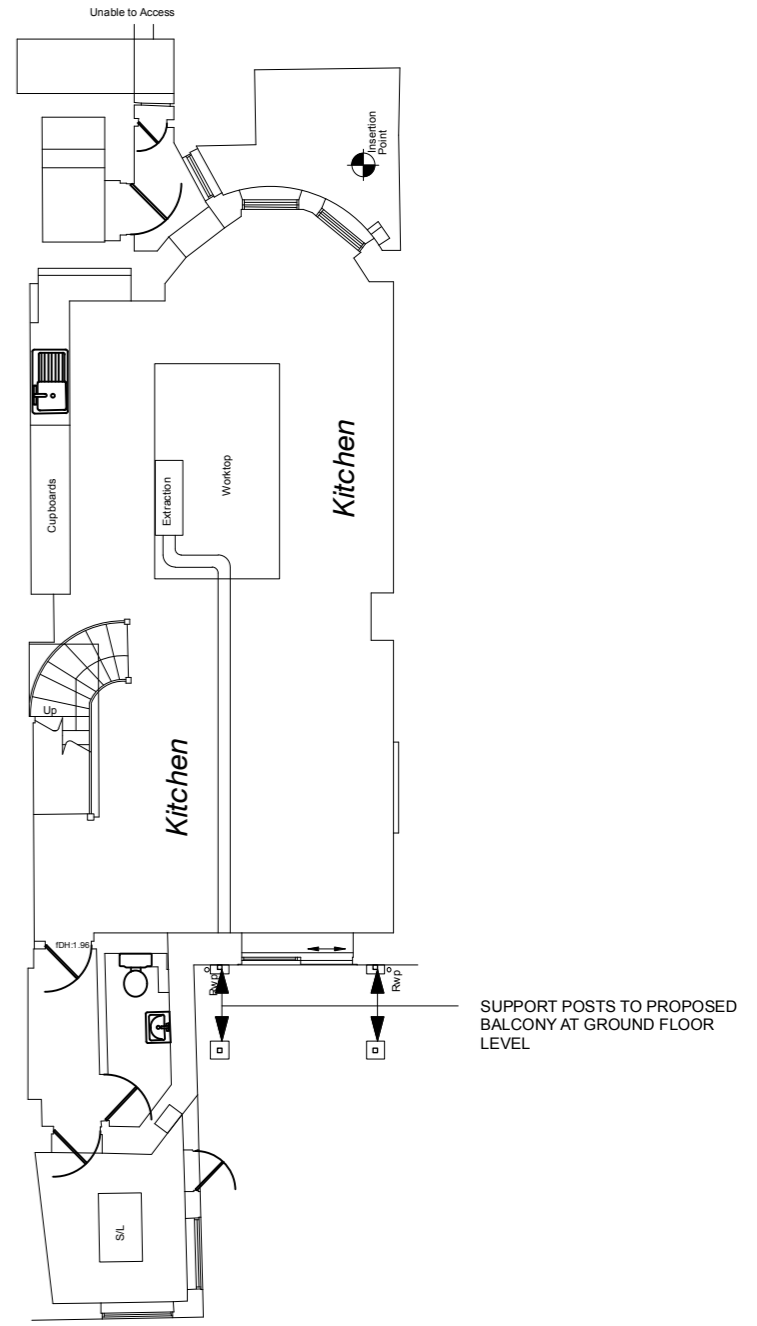 Unable to Access
Insertion
Point
Kitchen
Worktop
Extraction
Cupboards
Up
Kitchen
fDH:1.96
Rwp
Rwp
SUPPORT POSTS TO PROPOSED
BALCONY AT GROUND FLOOR
LEVEL
S/L